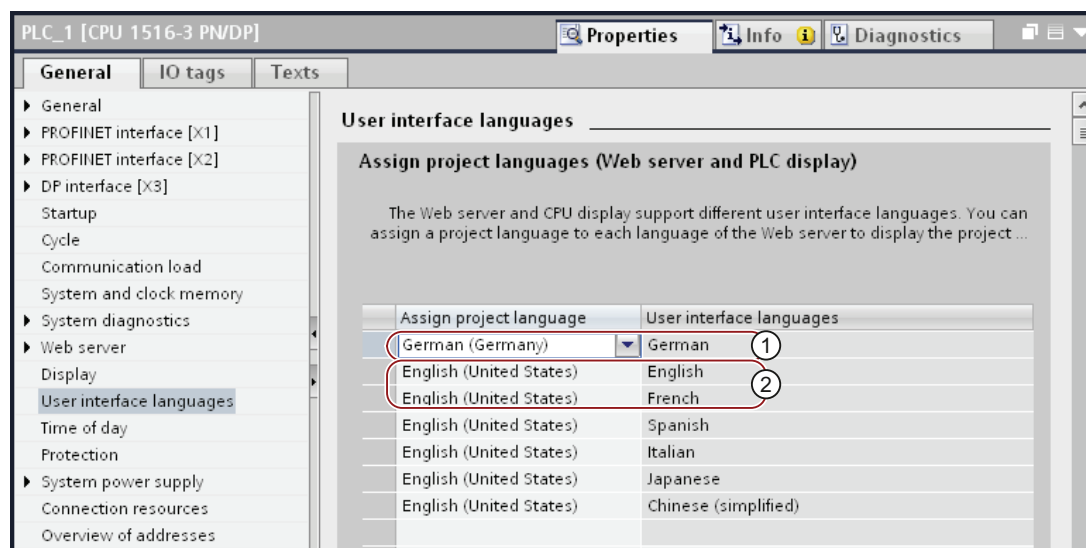 PLC_1 [CPU 1516-3 PN/DP]
Properties
Info
Diagnostics
General
IO tags
Texts
General
PROFINET interface [X1]
PROFINET interface [X2]
DP interface [X3]
Startup
Cycle
Communication load
System and clock memory
System diagnostics
Web server
Display
User interface languages
Time of day
Protection
System power supply
Connection resources
Overview of addresses
User interface languages
Assign project languages (Web server and PLC display)
The Web server and CPU display support different user interface languages. You can
assign a project language to each language of the Web server to display the project ...
Assign project language User interface languages
German (Germany) German 1
English (United States) English
2
English (United States) French
English (United States) Spanish
English (United States) Italian
English (United States) Japanese
English (United States) Chinese (simplified)